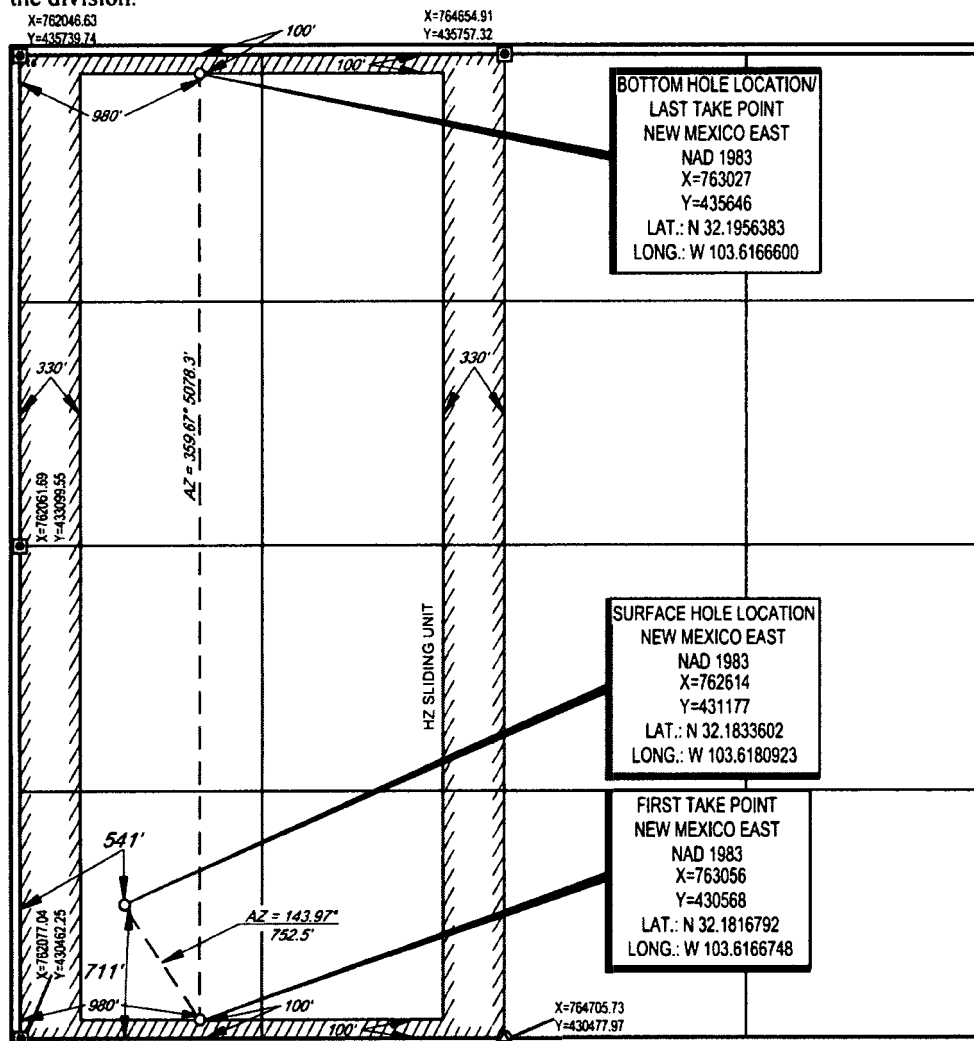 the division.
X=762046.63
Y=435739.74
X=764654.91
Y=435757.32
100'
100'
980'
BOTTOM HOLE LOCATION/
LAST TAKE POINT
NEW MEXICO EAST
NAD 1983
X=763027
Y=435646
LAT.: N 32.1956383
LONG.: W 103.6166600
330'
330'
AZ = 359.67° 5078.3'
X=762061.69
Y=433099.55
HZ SLIDING UNIT
SURFACE HOLE LOCATION
NEW MEXICO EAST
NAD 1983
X=762614
Y=431177
LAT.: N 32.1833602
LONG.: W 103.6180923
FIRST TAKE POINT
NEW MEXICO EAST
NAD 1983
X=763056
Y=430568
LAT.: N 32.1816792
LONG.: W 103.6166748
541'
AZ = 143.97°
752.5'
X=762077.04
Y=430462.25
711'
980'
100'
100'
X=764705.73
Y=430477.97